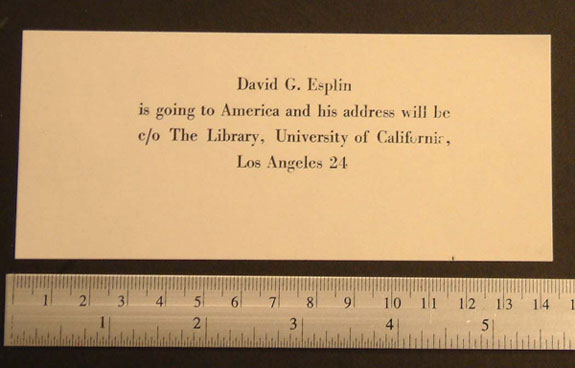 David G. Esplin
is going to America and his address will be
c/o The Library, University of California,
Los Angeles 24
1 2 3 4 5 6 7 8 9 10 11 12 13 14
1 2 3 4 5